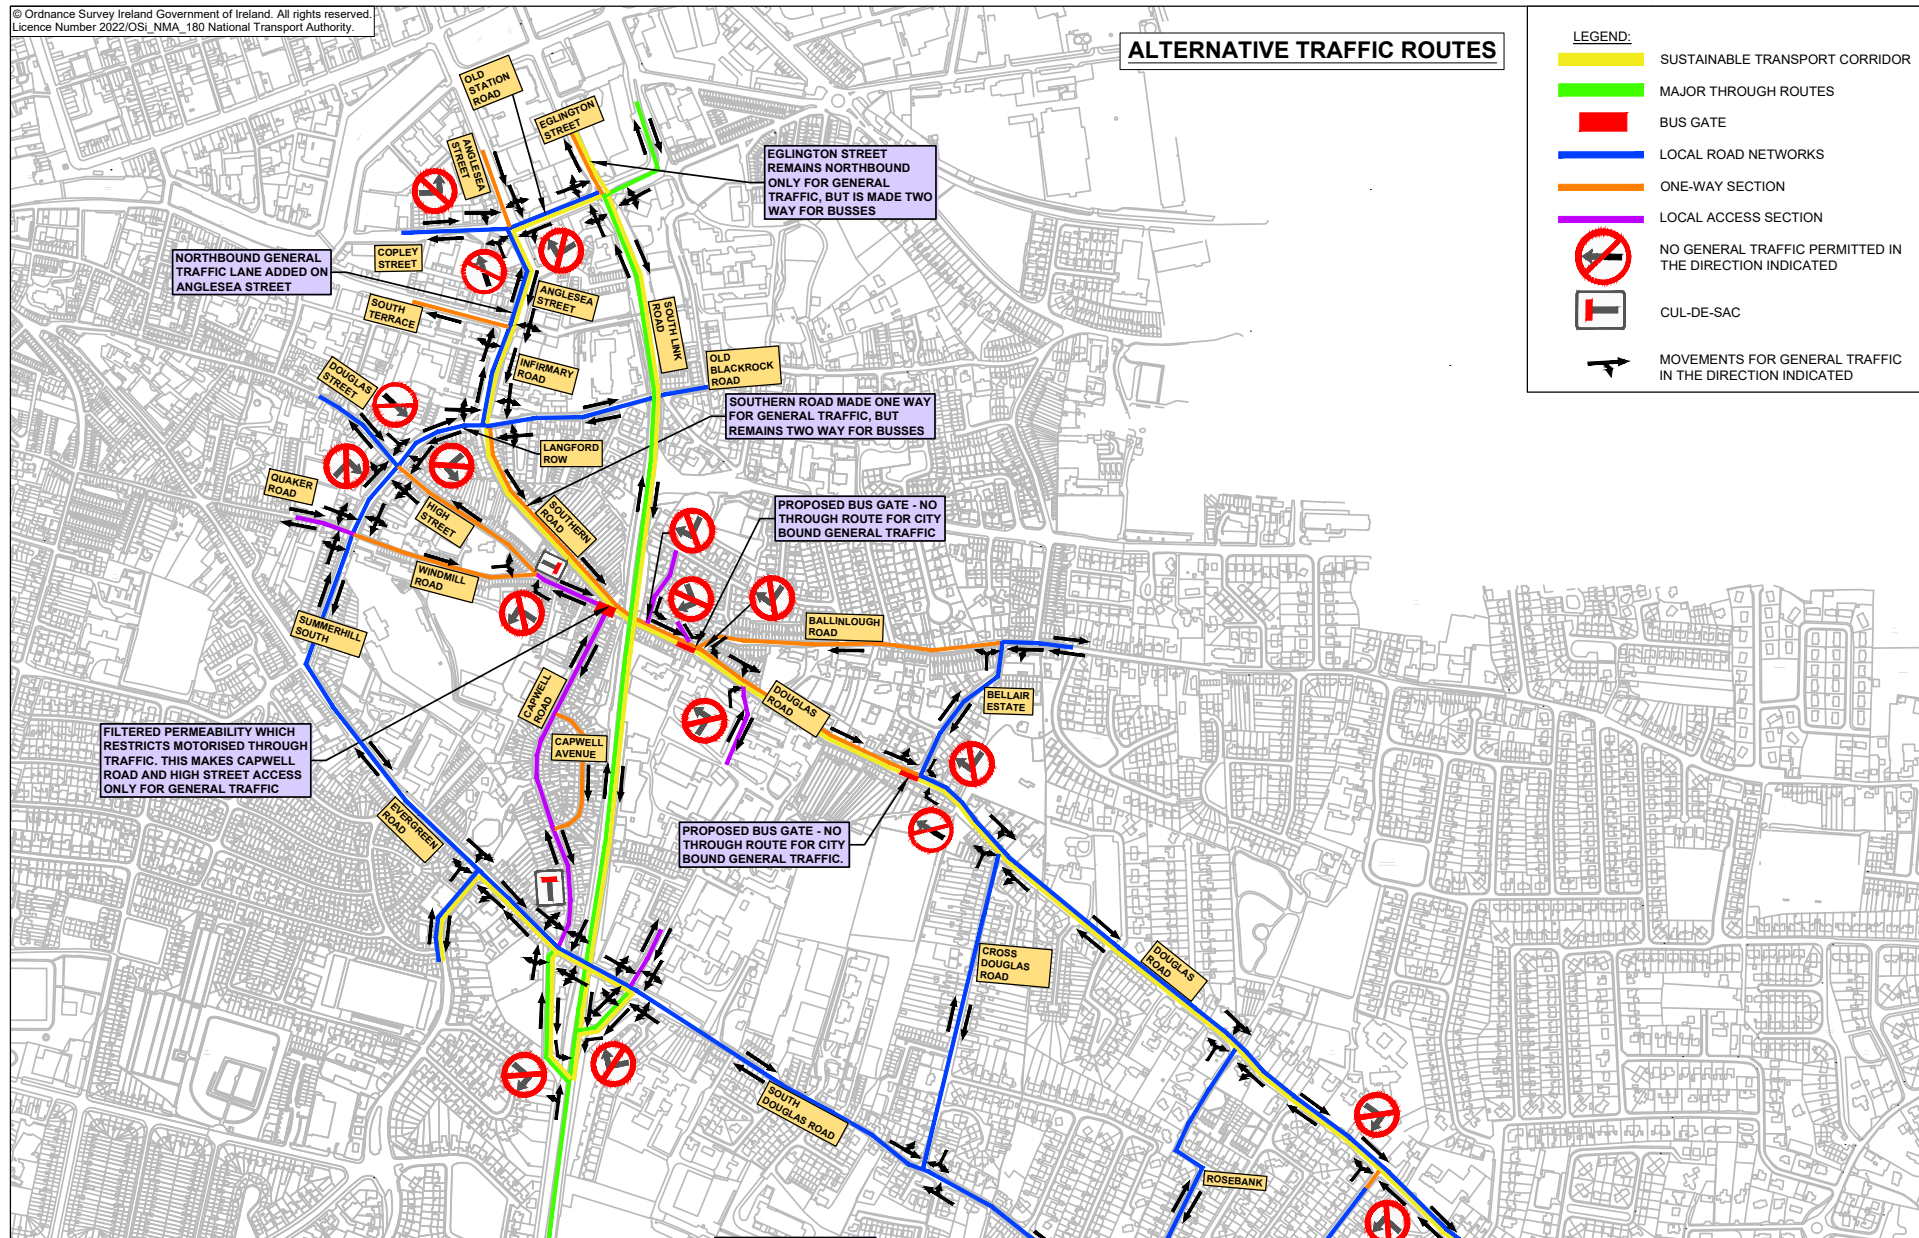 © Ordnance Survey Ireland Government of Ireland. All rights reserved.
Licence Number 2022/OSi_NMA_180 National Transport Authority.
ALTERNATIVE TRAFFIC ROUTES
LEGEND:
SUSTAINABLE TRANSPORT CORRIDOR
MAJOR THROUGH ROUTES
BUS GATE
LOCAL ROAD NETWORKS
ONE-WAY SECTION
LOCAL ACCESS SECTION
NO GENERAL TRAFFIC PERMITTED IN
THE DIRECTION INDICATED
CUL-DE-SAC
MOVEMENTS FOR GENERAL TRAFFIC
IN THE DIRECTION INDICATED
OLD
STATION
ROAD
EGLINGTON
STREET
ANGLESEA
STREET
EGLINGTON STREET
REMAINS NORTHBOUND
ONLY FOR GENERAL
TRAFFIC, BUT IS MADE TWO
WAY FOR BUSSES
COPLEY
STREET
NORTHBOUND GENERAL
TRAFFIC LANE ADDED ON
ANGLESEA STREET
ANGLESEA
STREET
SOUTH
TERRACE
SOUTH LINK
ROAD
INFIRMARY
ROAD
OLD
BLACKROCK
ROAD
DOUGLAS
STREET
SOUTHERN ROAD MADE ONE WAY
FOR GENERAL TRAFFIC, BUT
REMAINS TWO WAY FOR BUSSES
LANGFORD
ROW
QUAKER
ROAD
HIGH
STREET
SOUTHERN
ROAD
PROPOSED BUS GATE - NO
THROUGH ROUTE FOR CITY
BOUND GENERAL TRAFFIC
WINDMILL
ROAD
SUMMERHILL
SOUTH
BALLINLOUGH
ROAD
CAPWELL
ROAD
DOUGLAS
ROAD
BELLAIR
ESTATE
FILTERED PERMEABILITY WHICH
RESTRICTS MOTORISED THROUGH
TRAFFIC. THIS MAKES CAPWELL
ROAD AND HIGH STREET ACCESS
ONLY FOR GENERAL TRAFFIC
CAPWELL
AVENUE
EVERGREEN
ROAD
PROPOSED BUS GATE - NO
THROUGH ROUTE FOR CITY
BOUND GENERAL TRAFFIC.
CROSS
DOUGLAS
ROAD
DOUGLAS
ROAD
SOUTH
DOUGLAS ROAD
ROSEBANK